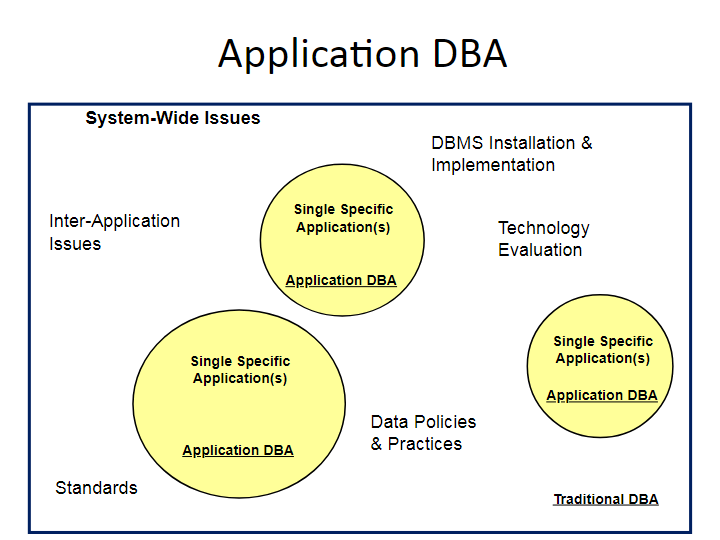 Application DBA
System-Wide Issues
DBMS Installation &
Implementation
Inter-Application
Issues
Single Specific
Application(s)
Application DBA
Technology
Evaluation
Single Specific
Application(s)
Application DBA
Single Specific
Application(s)
Application DBA
Data Policies
& Practices
Standards
Traditional DBA